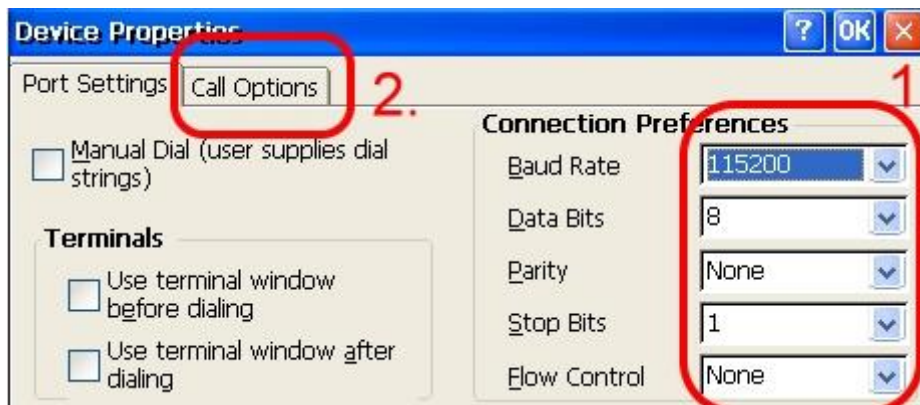 Device Properties
? OK ×
Port Settings
Call Options
2.
1
Manual Dial (user supplies dial
strings)
Terminals
Use terminal window
before dialing
Use terminal window after
dialing
Connection Preferences
Baud Rate 115200
Data Bits 8
Parity None
Stop Bits 1
Flow Control None